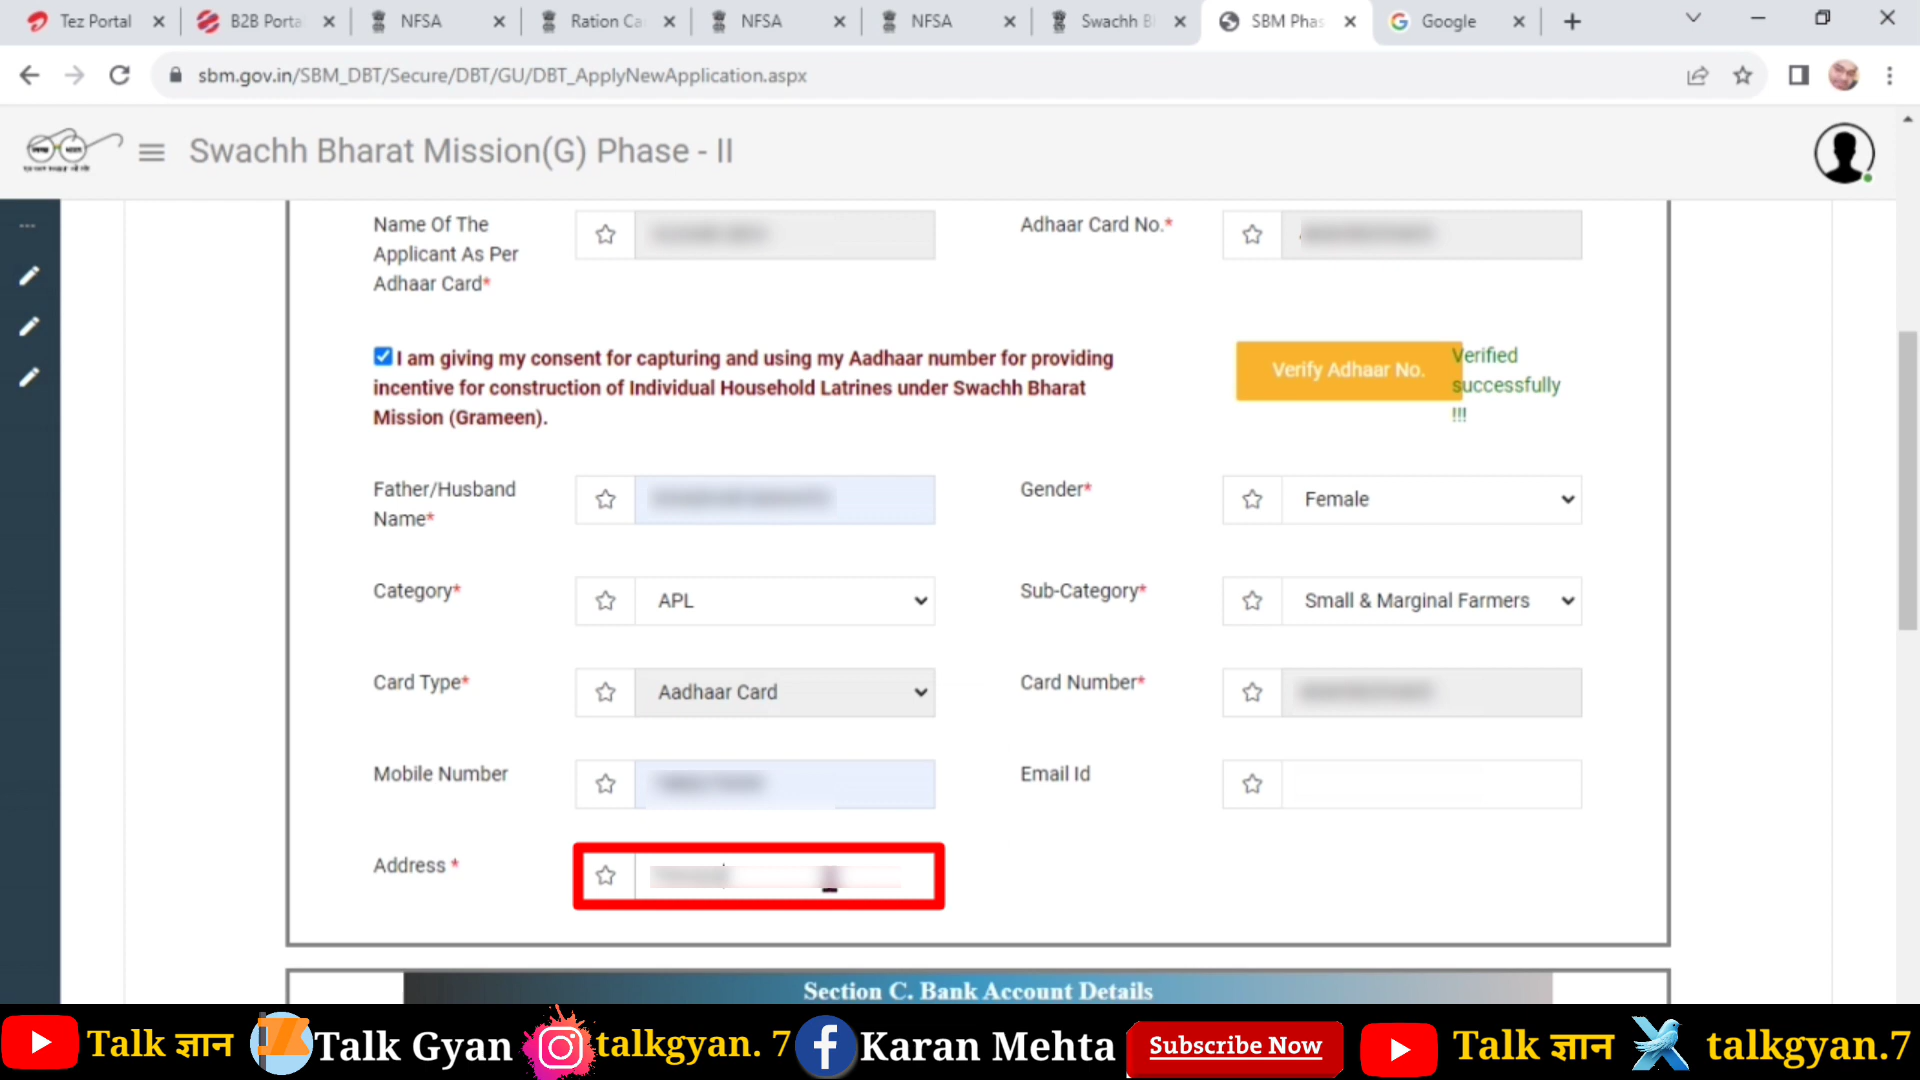 Tez Portal
B2B Porta
NFSA
Ration Ca
NFSA
NFSA
Swachh B
SBM Phas
Google
sbm.gov.in/SBM_DBT/Secure/DBT/GU/DBT_ApplyNewApplication.aspx
Swachh Bharat Mission(G) Phase - II
Name Of The
Applicant As Per
Adhaar Card*
Adhaar Card No.*
I am giving my consent for capturing and using my Aadhaar number for providing
incentive for construction of Individual Household Latrines under Swachh Bharat
Mission (Grameen).
Verify Adhaar No.
Verified
successfully
!!!
Father/Husband
Name*
Gender*
Female
Category*
APL
Sub-Category*
Small & Marginal Farmers
Card Type*
Aadhaar Card
Card Number*
Mobile Number
Email Id
Address *
Section C. Bank Account Details
Talk ज्ञान
Talk Gyan
talkgyan. 7
Karan Mehta
Subscribe Now
Talk ज्ञान
talkgyan.7